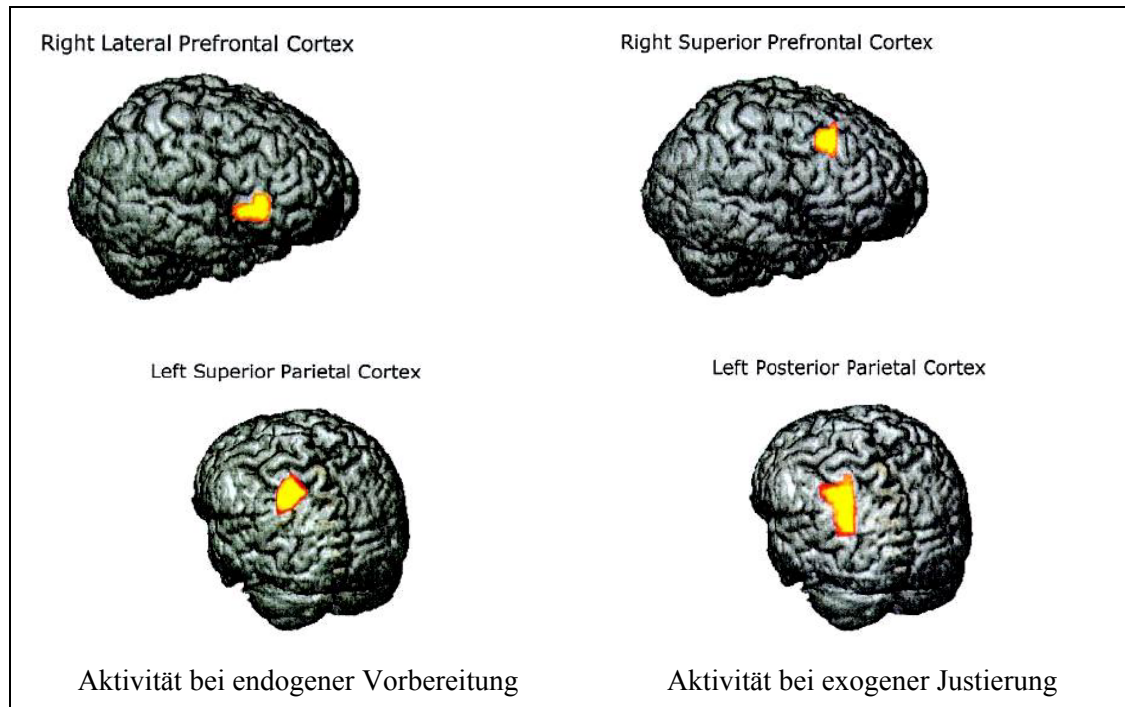 Right Lateral Prefrontal Cortex
Right Superior Prefrontal Cortex
Left Superior Parietal Cortex
Left Posterior Parietal Cortex
Aktivität bei endogener Vorbereitung
Aktivität bei exogener Justierung